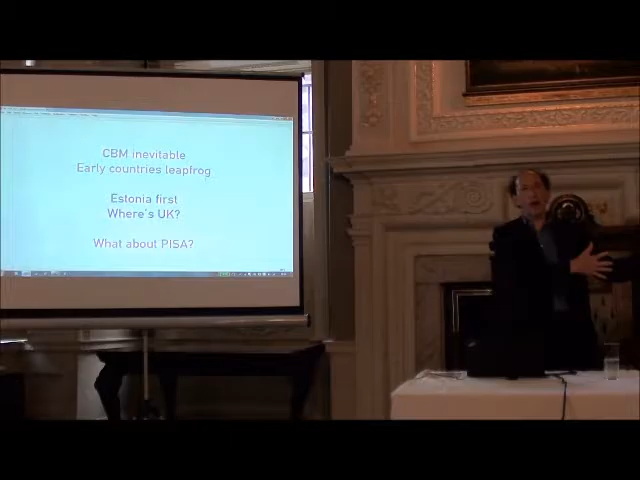 CBM inevitable
Early countries leapfrog
Estonia first
Where's UK?
What about PISA?